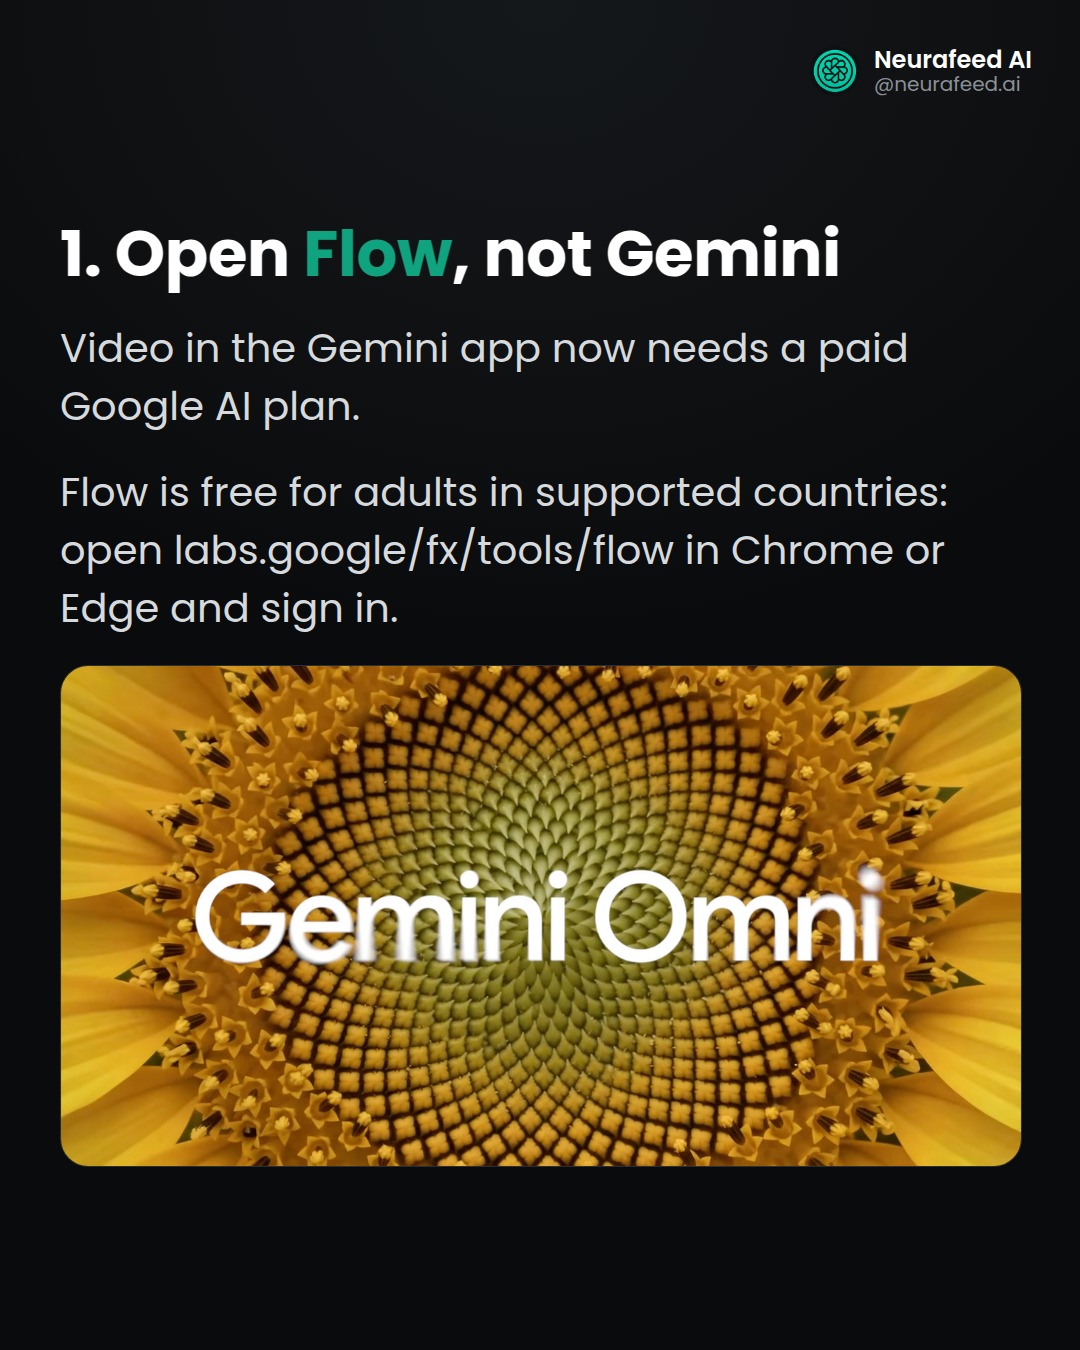 Neurafeed AI
@neurafeed.ai
1. Open Flow, not Gemini
Video in the Gemini app now needs a paid
Google AI plan.
Flow is free for adults in supported countries:
open labs.google/fx/tools/flow in Chrome or
Edge and sign in.
Gemini Omni